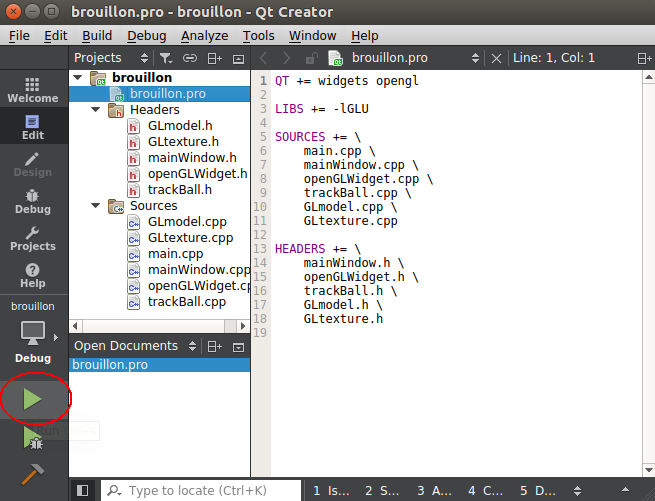 brouillon.pro - brouillon - Qt Creator
File Edit Build Debug Analyze Tools Window Help
Projects
brouillon.pro
Line: 1, Col: 1
Welcome
Edit
Design
Debug
Projects
Help
brouillon
Debug
brouillon
brouillon.pro
Headers
GLmodel.h
GLtexture.h
mainWindow.h
openGLWidget.h
trackBall.h
Sources
GLmodel.cpp
GLtexture.cpp
main.cpp
mainWindow.cpp
openGLWidget.cp
trackBall.cpp
Open Documents
brouillon.pro
1 QT += widgets opengl
2
3 LIBS += -lGLU
4
5 SOURCES += \
6 main.cpp \
7 mainWindow.cpp \
8 openGLWidget.cpp \
9 trackBall.cpp \
10 GLmodel.cpp \
11 GLtexture.cpp
12
13 HEADERS += \
14 mainWindow.h \
15 openGLWidget.h \
16 trackBall.h \
17 GLmodel.h \
18 GLtexture.h
19
Type to locate (Ctrl+K)
1 Is... 2 S... 3 A... 4 C... 5 D...